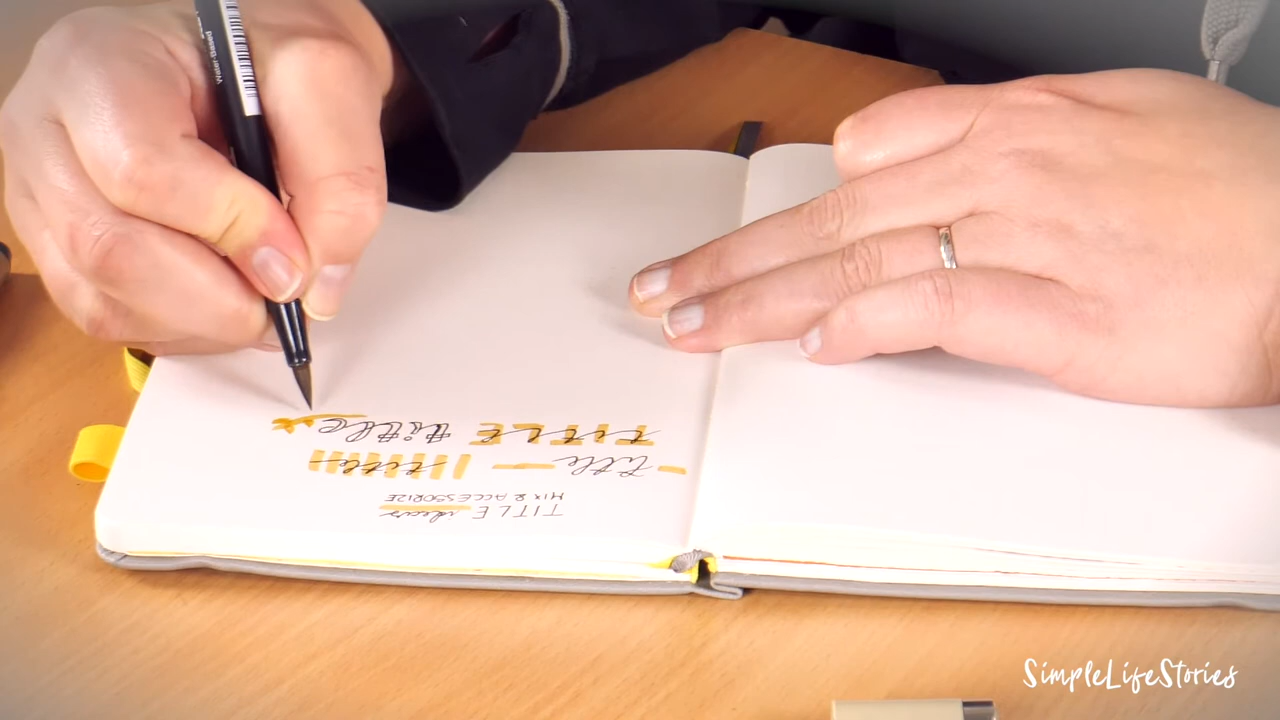 Water-based
TITLE ideas
MIX & ACCESSORIZE
title title
TITLE title
SimpleLifeStories